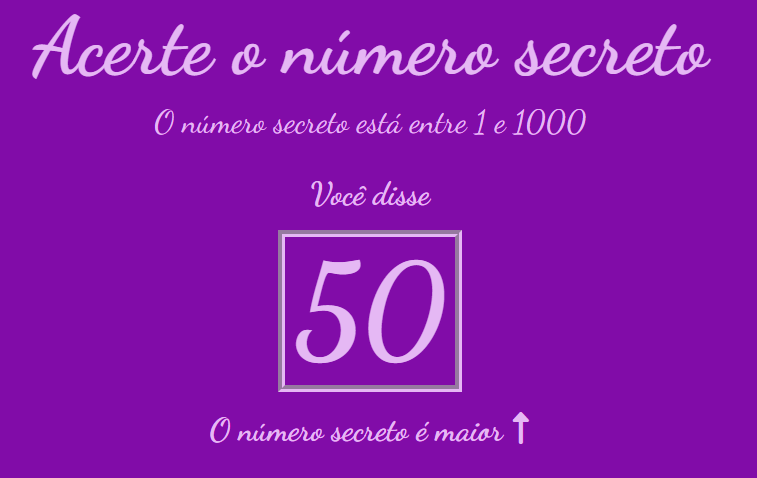 Acerte o número secreto
O número secreto está entre 1 e 1000
Você disse
50
O número secreto é maior ↑